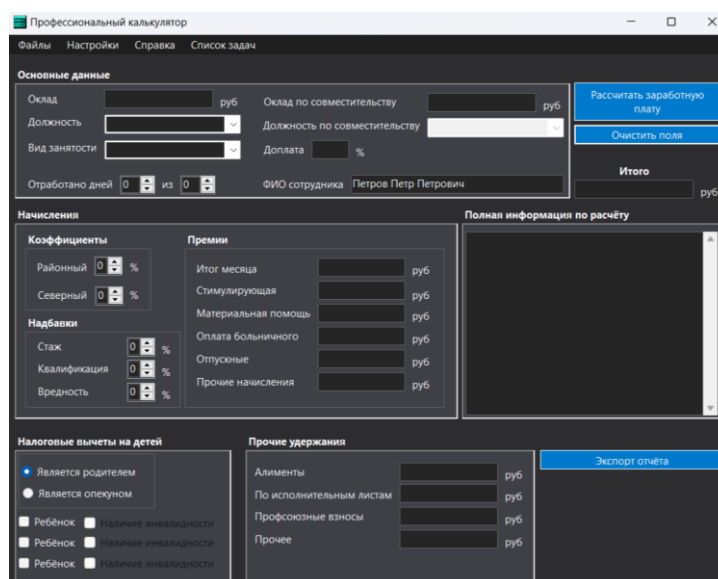 Профессиональный калькулятор
Файлы Настройки Справка Список задач
Основные данные
Оклад руб Оклад по совместительству руб
Должность Должность по совместительству
Вид занятости Доплата %
Отработано дней 0 из 0 ФИО сотрудника Петров Петр Петрович
Рассчитать заработную
плату
Очистить поля
Итого
руб
Начисления
Коэффициенты
Районный 0 %
Северный 0 %
Надбавки
Стаж 0 %
Квалификация 0 %
Вредность 0 %
Премии
Итог месяца руб
Стимулирующая руб
Материальная помощь руб
Оплата больничного руб
Отпускные руб
Прочие начисления руб
Полная информация по расчёту
Налоговые вычеты на детей
Является родителем
Является опекуном
Ребёнок Наличие инвалидности
Ребёнок Наличие инвалидности
Ребёнок Наличие инвалидности
Прочие удержания
Алименты руб
По исполнительным листам руб
Профсоюзные взносы руб
Прочее руб
Экспорт отчёта